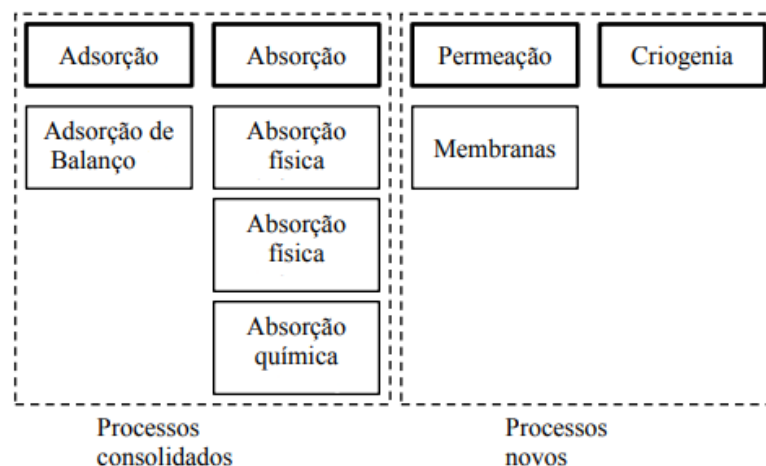 Adsorção
Absorção
Permeação
Criogenia
Adsorção de
Balanço
Absorção
física
Membranas
Absorção
física
Absorção
química
Processos
consolidados
Processos
novos